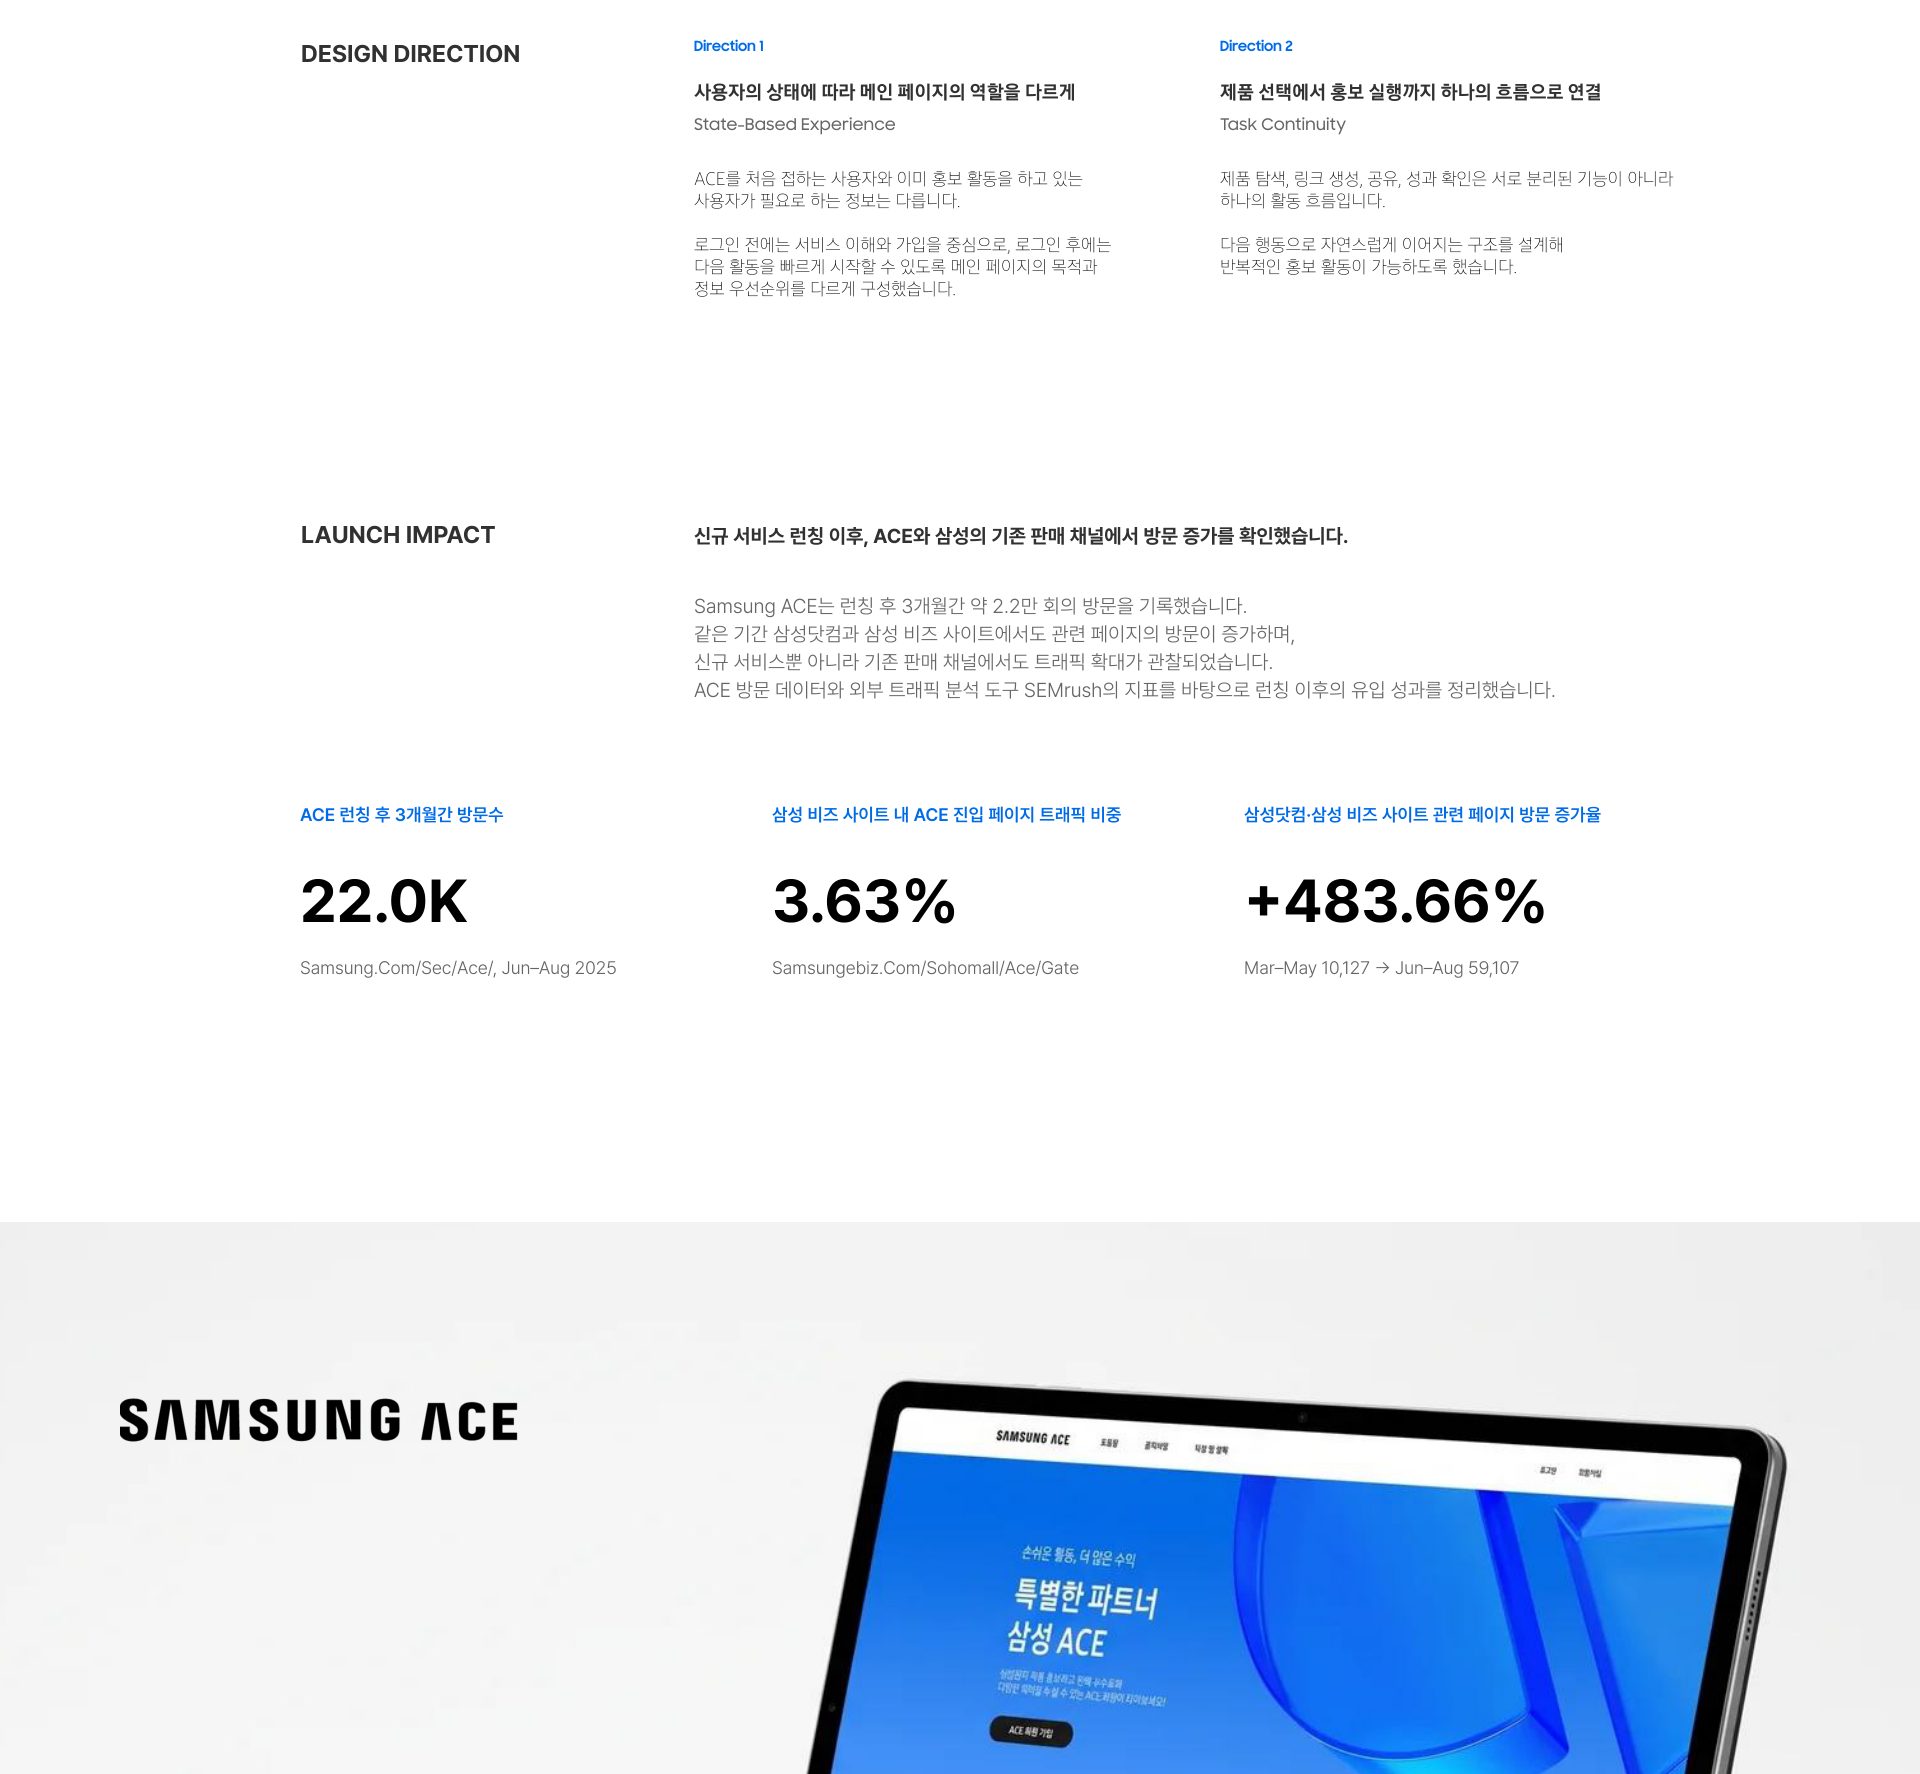 DESIGN DIRECTION
Direction 1
사용자의 상태에 따라 메인 페이지의 역할을 다르게
State-Based Experience
ACE를 처음 접하는 사용자와 이미 홍보 활동을 하고 있는
사용자가 필요로 하는 정보는 다릅니다.
로그인 전에는 서비스 이해와 가입을 중심으로, 로그인 후에는
다음 활동을 빠르게 시작할 수 있도록 메인 페이지의 목적과
정보 우선순위를 다르게 구성했습니다.
Direction 2
제품 선택에서 홍보 실행까지 하나의 흐름으로 연결
Task Continuity
제품 탐색, 링크 생성, 공유, 성과 확인은 서로 분리된 기능이 아니라
하나의 활동 흐름입니다.
다음 행동으로 자연스럽게 이어지는 구조를 설계해
반복적인 홍보 활동이 가능하도록 했습니다.
LAUNCH IMPACT
신규 서비스 런칭 이후, ACE와 삼성의 기존 판매 채널에서 방문 증가를 확인했습니다.
Samsung ACE는 런칭 후 3개월간 약 2.2만 회의 방문을 기록했습니다.
같은 기간 삼성닷컴과 삼성 비즈 사이트에서도 관련 페이지의 방문이 증가하며,
신규 서비스뿐 아니라 기존 판매 채널에서도 트래픽 확대가 관찰되었습니다.
ACE 방문 데이터와 외부 트래픽 분석 도구 SEMrush의 지표를 바탕으로 런칭 이후의 유입 성과를 정리했습니다.
ACE 런칭 후 3개월간 방문수
22.0K
Samsung.Com/Sec/Ace/, Jun–Aug 2025
삼성 비즈 사이트 내 ACE 진입 페이지 트래픽 비중
3.63%
Samsungebiz.Com/Sohomall/Ace/Gate
삼성닷컴·삼성 비즈 사이트 관련 페이지 방문 증가율
+483.66%
Mar–May 10,127 → Jun–Aug 59,107
SAMSUNG ACE
SAMSUNG ACE 도움말 공지사항
로그인 회원가입
손쉬운 활동, 더 많은 수익
특별한 파트너
삼성 ACE
ACE 회원 가입